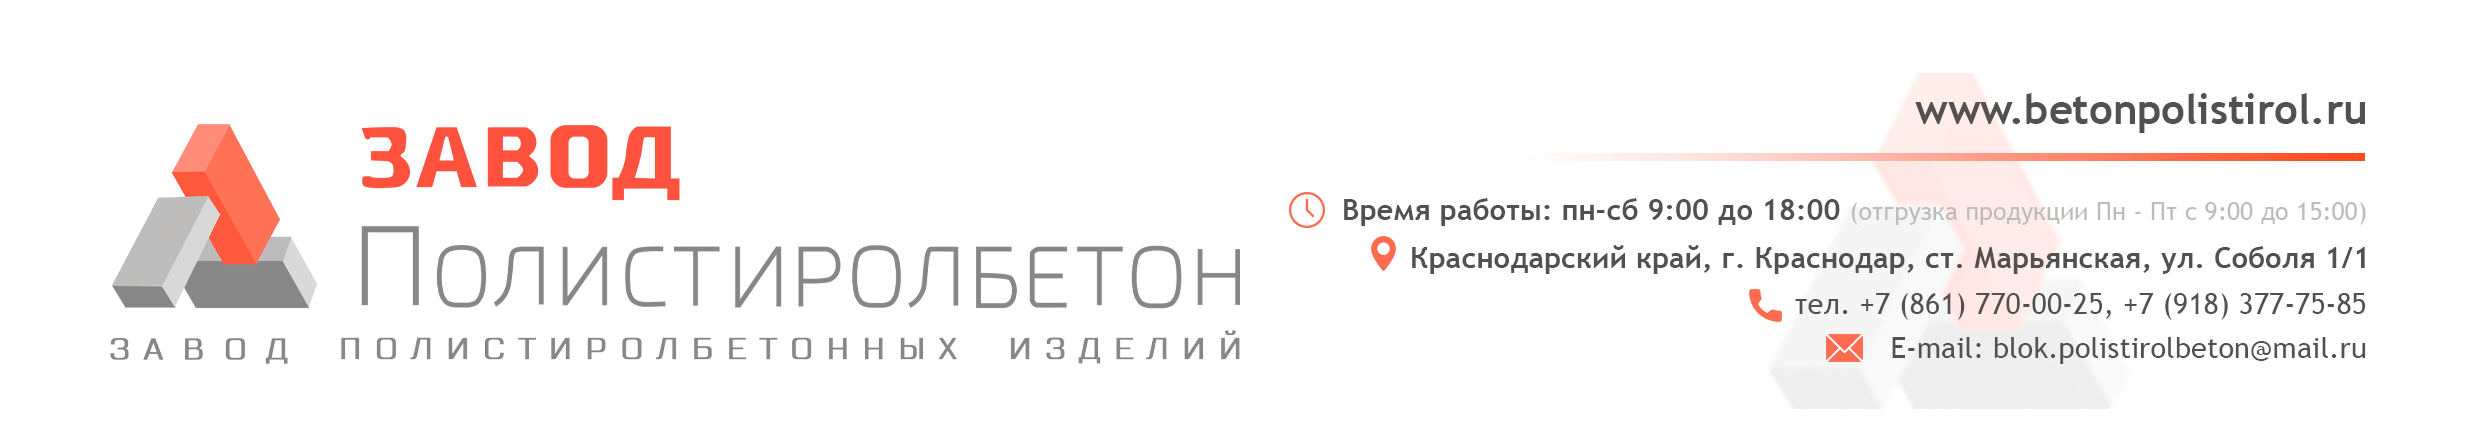 ЗАВОД
ПОЛИСТИРОЛБЕТОН
ЗАВОД ПОЛИСТИРОЛБЕТОННЫХ ИЗДЕЛИЙ
www.betonpolistirol.ru
Время работы: пн-сб 9:00 до 18:00 (отгрузка продукции Пн - Пт с 9:00 до 15:00)
Краснодарский край, г. Краснодар, ст. Марьянская, ул. Соболя 1/1
тел. +7 (861) 770-00-25, +7 (918) 377-75-85
E-mail: blok.polistirolbeton@mail.ru